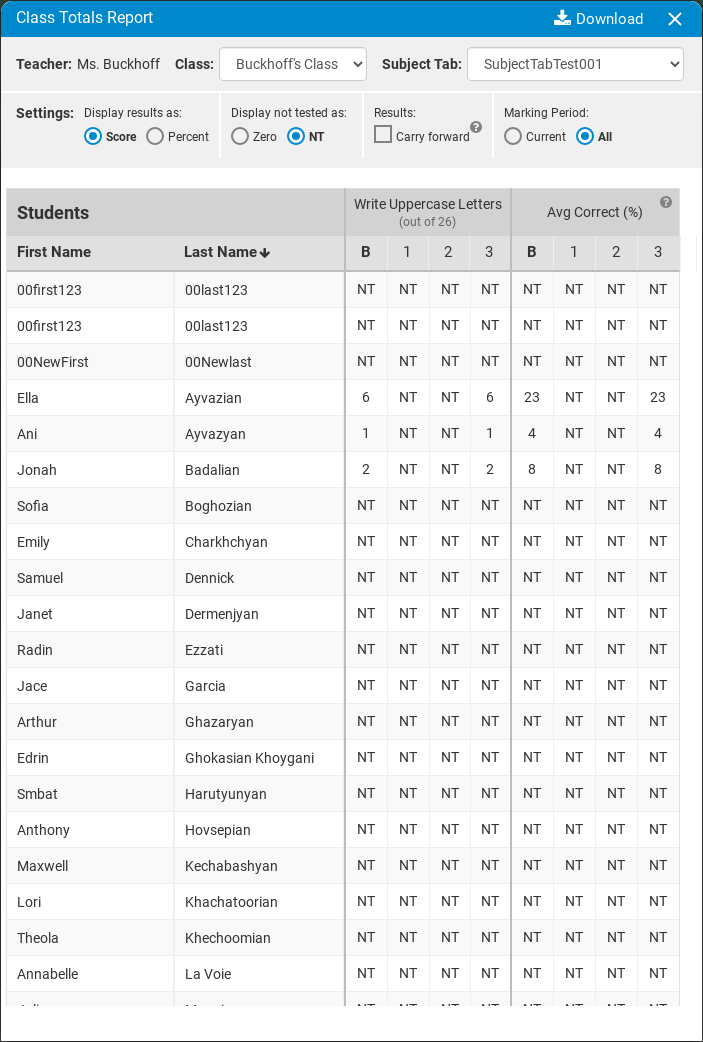 Class Totals Report Download
Teacher: Ms. Buckhoff Class: Buckhoff's Class Subject Tab: SubjectTabTest001
Settings: Display results as: Display not tested as: Results: Marking Period:
Score Percent Zero NT Carry forward ? Current All
Students Write Uppercase Letters (out of 26) Avg Correct (%) ?
First Name Last Name B 1 2 3 B 1 2 3
00first123 00last123 NT NT NT NT NT NT NT NT
00first123 00last123 NT NT NT NT NT NT NT NT
00NewFirst 00Newlast NT NT NT NT NT NT NT NT
Ella Ayvazian 6 NT NT 6 23 NT NT 23
Ani Ayvazyan 1 NT NT 1 4 NT NT 4
Jonah Badalian 2 NT NT 2 8 NT NT 8
Sofia Boghozian NT NT NT NT NT NT NT NT
Emily Charkhchyan NT NT NT NT NT NT NT NT
Samuel Dennick NT NT NT NT NT NT NT NT
Janet Dermenjyan NT NT NT NT NT NT NT NT
Radin Ezzati NT NT NT NT NT NT NT NT
Jace Garcia NT NT NT NT NT NT NT NT
Arthur Ghazaryan NT NT NT NT NT NT NT NT
Edrin Ghokasian Khoygani NT NT NT NT NT NT NT NT
Smbat Harutyunyan NT NT NT NT NT NT NT NT
Anthony Hovsepian NT NT NT NT NT NT NT NT
Maxwell Kechabashyan NT NT NT NT NT NT NT NT
Lori Khachatoorian NT NT NT NT NT NT NT NT
Theola Khechoomian NT NT NT NT NT NT NT NT
Annabelle La Voie NT NT NT NT NT NT NT NT